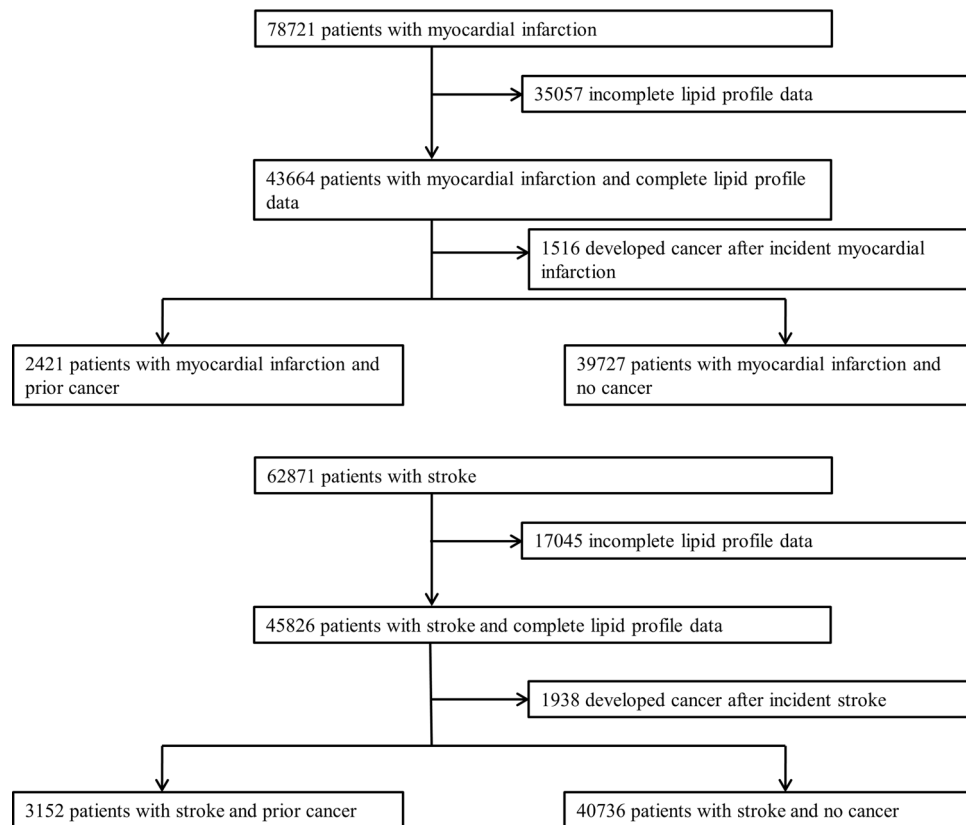 78721 patients with myocardial infarction
35057 incomplete lipid profile data
43664 patients with myocardial infarction and complete lipid profile
data
1516 developed cancer after incident myocardial
infarction
2421 patients with myocardial infarction and
prior cancer
39727 patients with myocardial infarction and
no cancer
62871 patients with stroke
17045 incomplete lipid profile data
45826 patients with stroke and complete lipid profile data
1938 developed cancer after incident stroke
3152 patients with stroke and prior cancer
40736 patients with stroke and no cancer